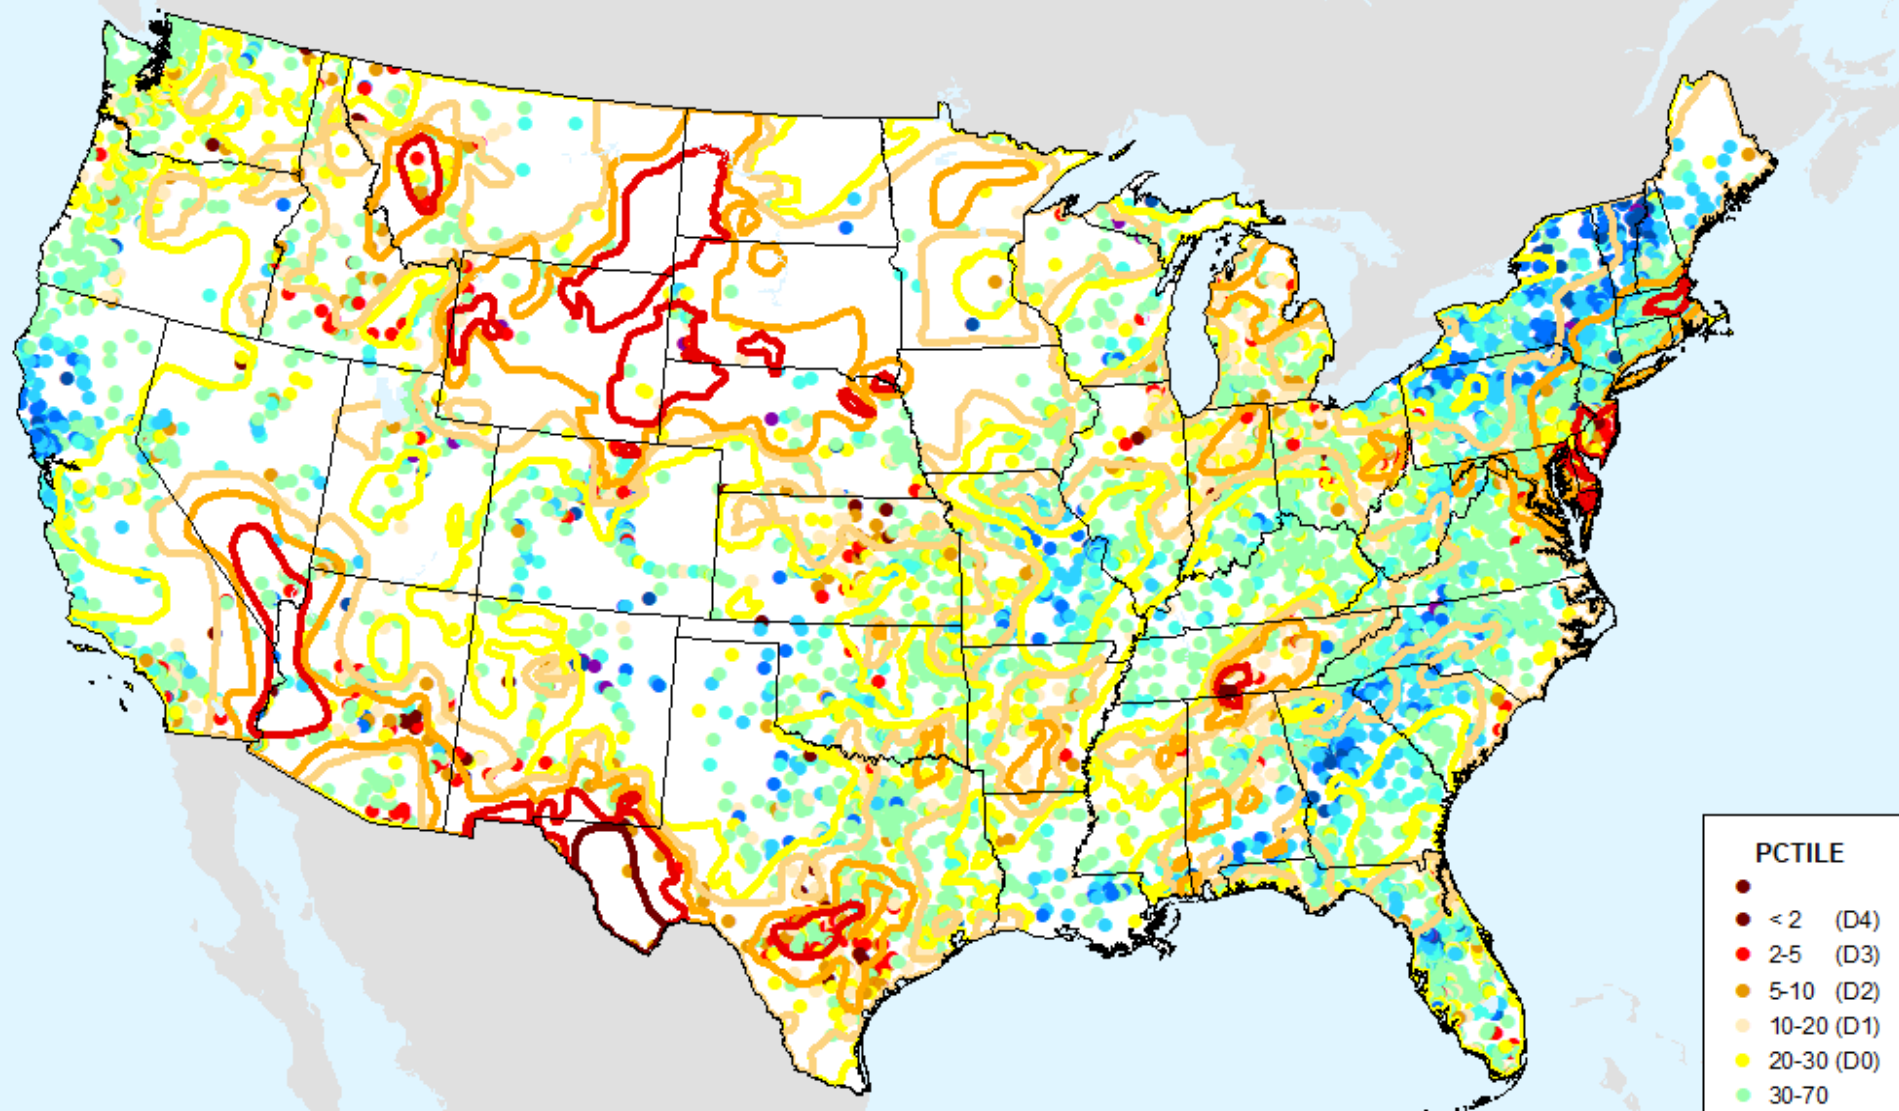 PCTILE
< 2 (D4)
2-5 (D3)
5-10 (D2)
10-20 (D1)
20-30 (D0)
30-70